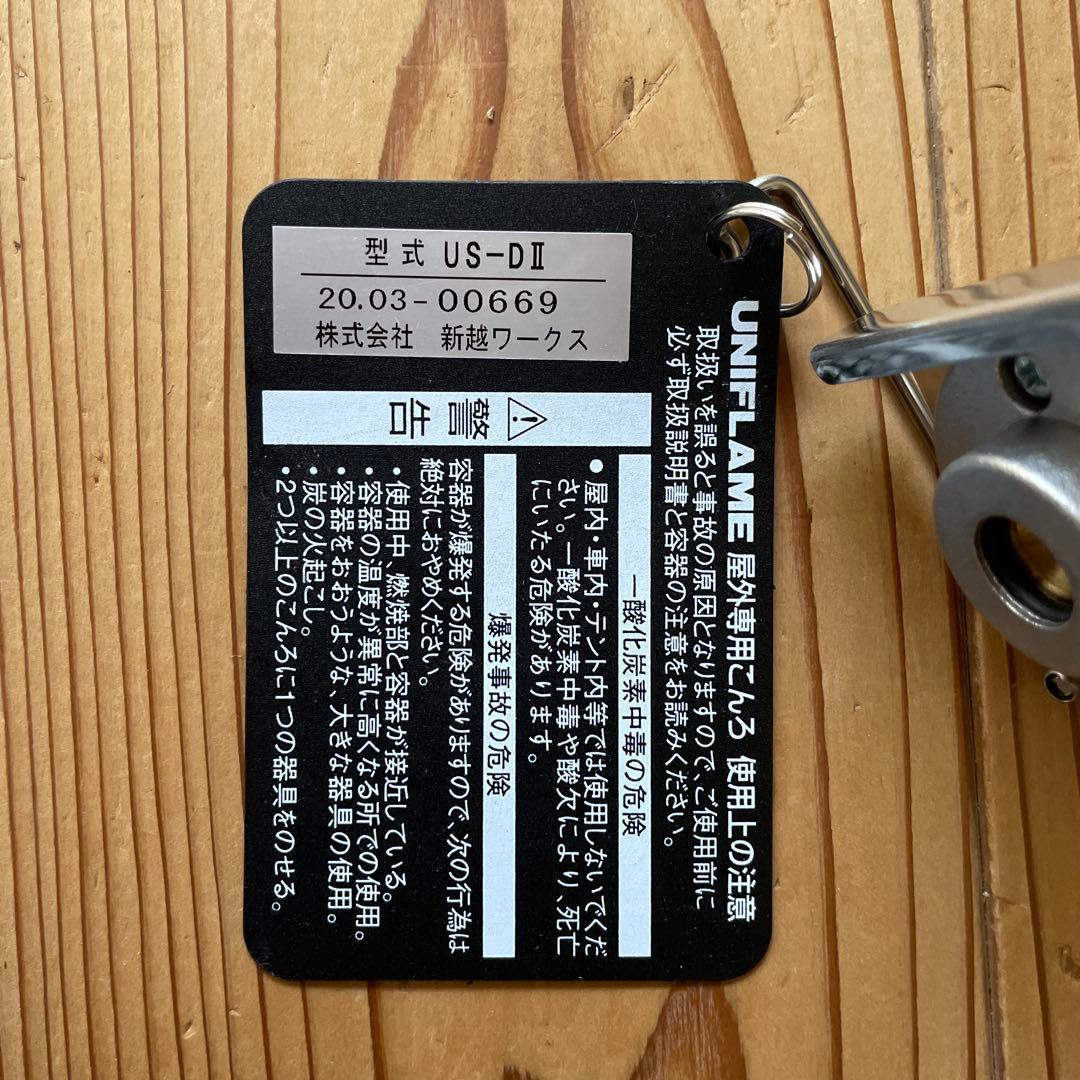 型式 US-DⅡ
20.03-00669
株式会社 新越ワークス
UNIFLAME 屋外専用こんろ 使用上の注意
取扱いを誤ると事故の原因となりますので、ご使用前に
必ず取扱説明書と容器の注意をお読みください。
警告
一酸化炭素中毒の危険
●屋内・車内・テント内等では使用しないでくだ
さい。一酸化炭素中毒や酸欠により、死亡
にいたる危険があります。
爆発事故の危険
容器が爆発する危険がありますので、次の行為は
絶対におやめください。
・使用中、燃焼部と容器が接近している。
・容器の温度が異常に高くなる所での使用。
・容器をおおうような、大きな器具の使用。
・炭の火起こし。
・2つ以上のこんろに1つの器具をのせる。